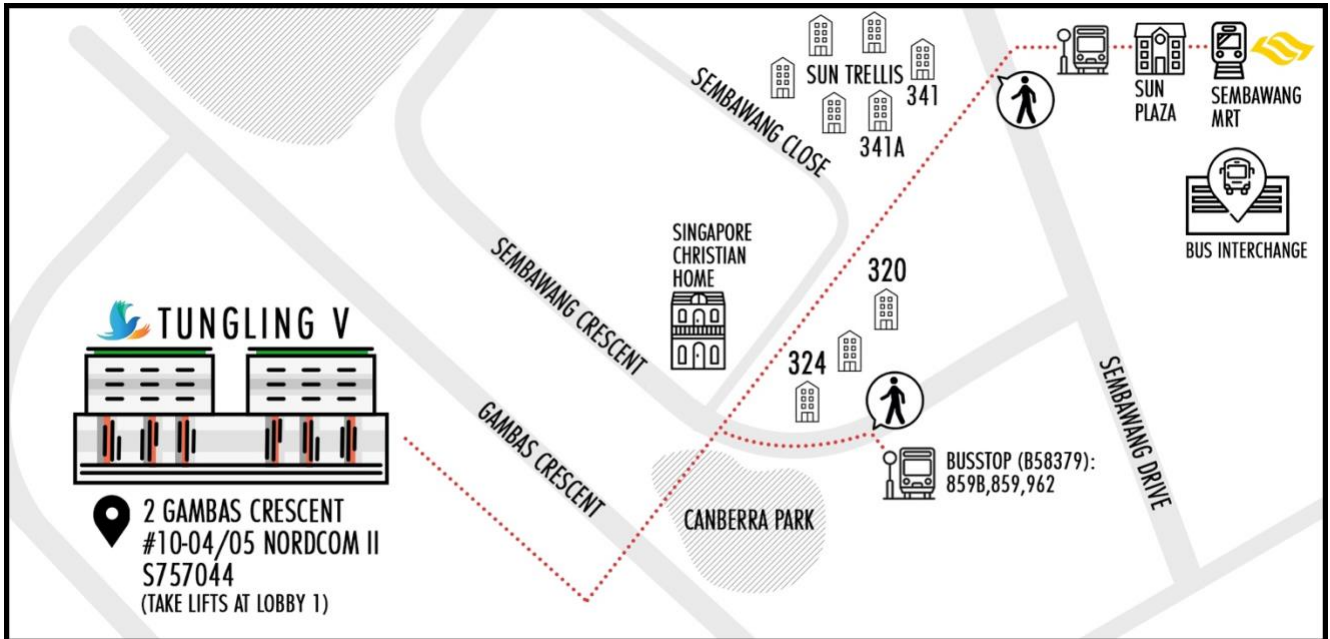 SUN TRELLIS
341
341A
SUN
PLAZA
SEMBAWANG
MRT
BUS INTERCHANGE
SEMBAWANG CLOSE
SINGAPORE
CHRISTIAN
HOME
SEMBAWANG CRESCENT
320
324
TUNGLING V
GAMBAS CRESCENT
SEMBAWANG DRIVE
BUSSTOP (B58379):
859B,859,962
CANBERRA PARK
2 GAMBAS CRESCENT
#10-04/05 NORDCOM II
S757044
(TAKE LIFTS AT LOBBY 1)